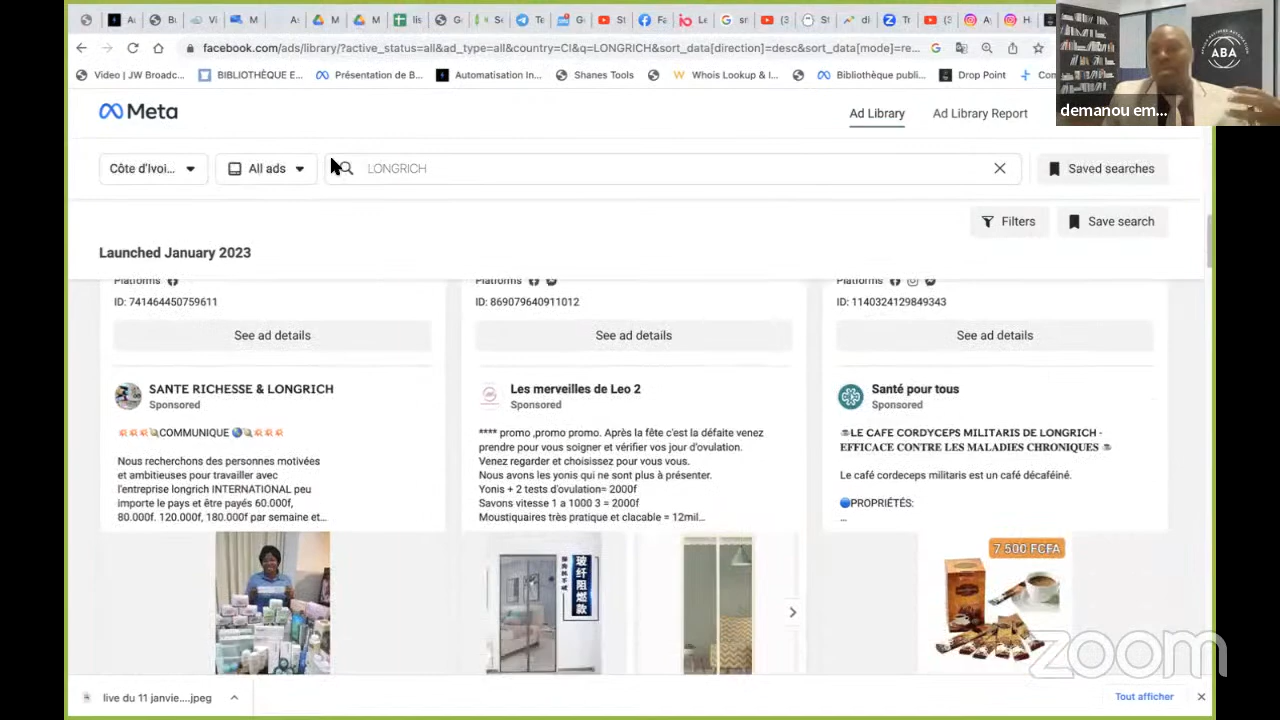 facebook.com/ads/library/?active_status=all&ad_type=all&country=CI&q=LONGRICH&sort_data[direction]=desc&sort_data[mode]=re...
Video | JW Broadc...
BIBLIOTHÈQUE E...
Présentation de B...
Automatisation In...
Shanes Tools
Whois Lookup & I...
Bibliothèque publi...
Drop Point
ABA
demanou em...
Meta
Ad Library
Ad Library Report
Côte d'Ivoi...
All ads
LONGRICH
Saved searches
Filters
Save search
Launched January 2023
Platforms
ID: 741464450759611
See ad details
SANTE RICHESSE & LONGRICH
Sponsored
COMMUNIQUE
Nous recherchons des personnes motivées
et ambitieuses pour travailler avec
l'entreprise longrich INTERNATIONAL peu
importe le pays et être payés 60.000f,
80.000f. 120.000f, 180.000f par semaine et...
Platforms
ID: 869079640911012
See ad details
Les merveilles de Leo 2
Sponsored
**** promo ,promo promo. Après la fête c'est la défaite venez
prendre pour vous soigner et vérifier vos jour d'ovulation.
Venez regarder et choisissez pour vous vous.
Nous avons les yonis qui ne sont plus à présenter.
Yonis + 2 tests d'ovulation= 2000f
Savons vitesse 1 a 1000 3 = 2000f
Moustiquaires très pratique et clacable = 12mil...
玻纤阻燃款
Platforms
ID: 1140324129849343
See ad details
Santé pour tous
Sponsored
LE CAFE CORDYCEPS MILITARIS DE LONGRICH -
EFFICACE CONTRE LES MALADIES CHRONIQUES
Le café cordeceps militaris est un café décaféiné.
PROPRIÉTÉS:
...
7 500 FCFA
zoom
live du 11 janvie....jpeg
Tout afficher